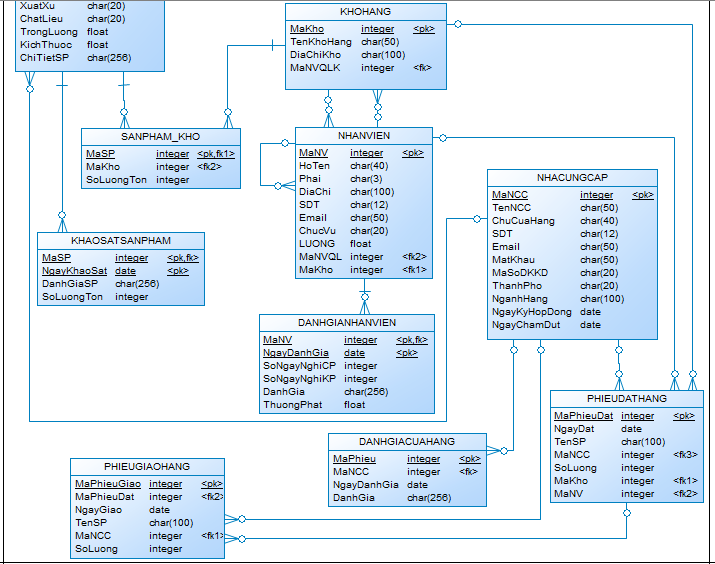 XuatXu char(20)
ChatLieu char(20)
TrongLuong float
KichThuoc float
ChiTietSP char(256)
KHOHANG
MaKho integer <pk>
TenKhoHang char(50)
DiaChiKho char(100)
MaNVQLK integer <fk>
SANPHAM_KHO
MaSP integer <pk,fk1>
MaKho integer <fk2>
SoLuongTon integer
NHANVIEN
MaNV integer <pk>
HoTen char(40)
Phai char(3)
DiaChi char(100)
SDT char(12)
Email char(50)
ChucVu char(20)
LUONG float
MaNVQL integer <fk2>
MaKho integer <fk1>
NHACUNGCAP
MaNCC integer <pk>
TenNCC char(50)
ChuCuaHang char(40)
SDT char(12)
Email char(50)
MatKhau char(50)
MaSoDKKD char(20)
ThanhPho char(20)
NganhHang char(100)
NgayKyHopDong date
NgayChamDut date
KHAOSATSANPHAM
MaSP integer <pk,fk>
NgayKhaoSat date <pk>
DanhGiaSP char(256)
SoLuongTon integer
DANHGIANHANVIEN
MaNV integer <pk,fk>
NgayDanhGia date <pk>
SoNgayNghiCP integer
SoNgayNghiKP integer
DanhGia char(256)
ThuongPhat float
PHIEUDATHANG
MaPhieuDat integer <pk>
NgayDat date
TenSP char(100)
MaNCC integer <fk3>
SoLuong integer
MaKho integer <fk1>
MaNV integer <fk2>
DANHGIACUAHANG
MaPhieu integer <pk>
MaNCC integer <fk>
NgayDanhGia date
DanhGia char(256)
PHIEUGIAOHANG
MaPhieuGiao integer <pk>
MaPhieuDat integer <fk2>
NgayGiao date
TenSP char(100)
MaNCC integer <fk1>
SoLuong integer